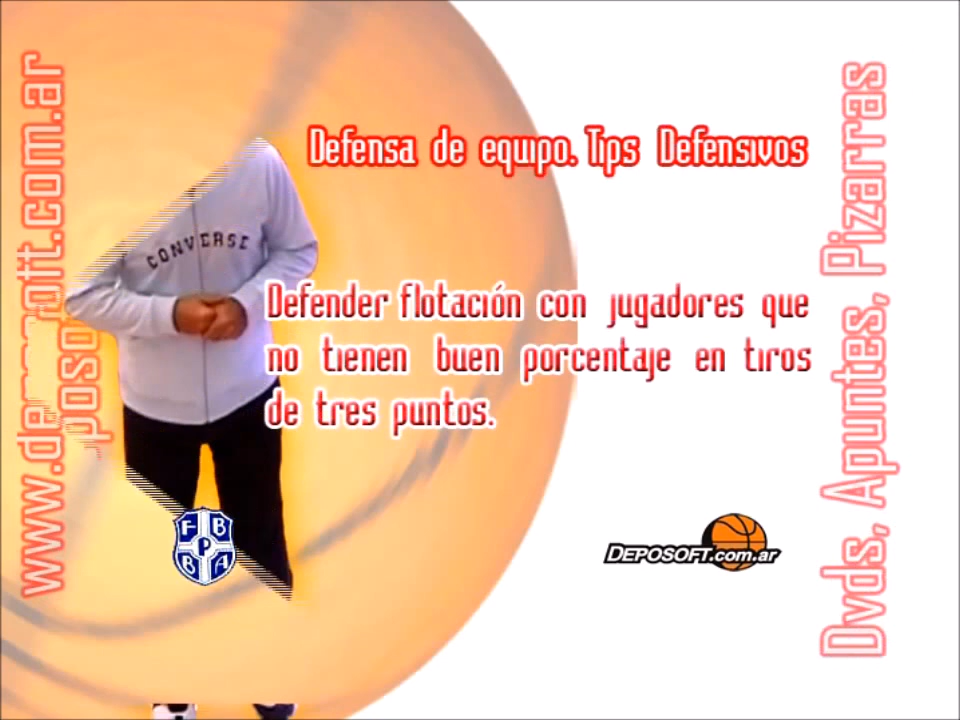 www.deposoft.com.ar
Defensa de equipo. Tips Defensivos
CONVERSE
Defender flotación con jugadores que
no tienen buen porcentaje en tiros
de tres puntos.
F B
P
B A
DEPOSOFT.com.ar
Dvds, Apuntes, Pizarras